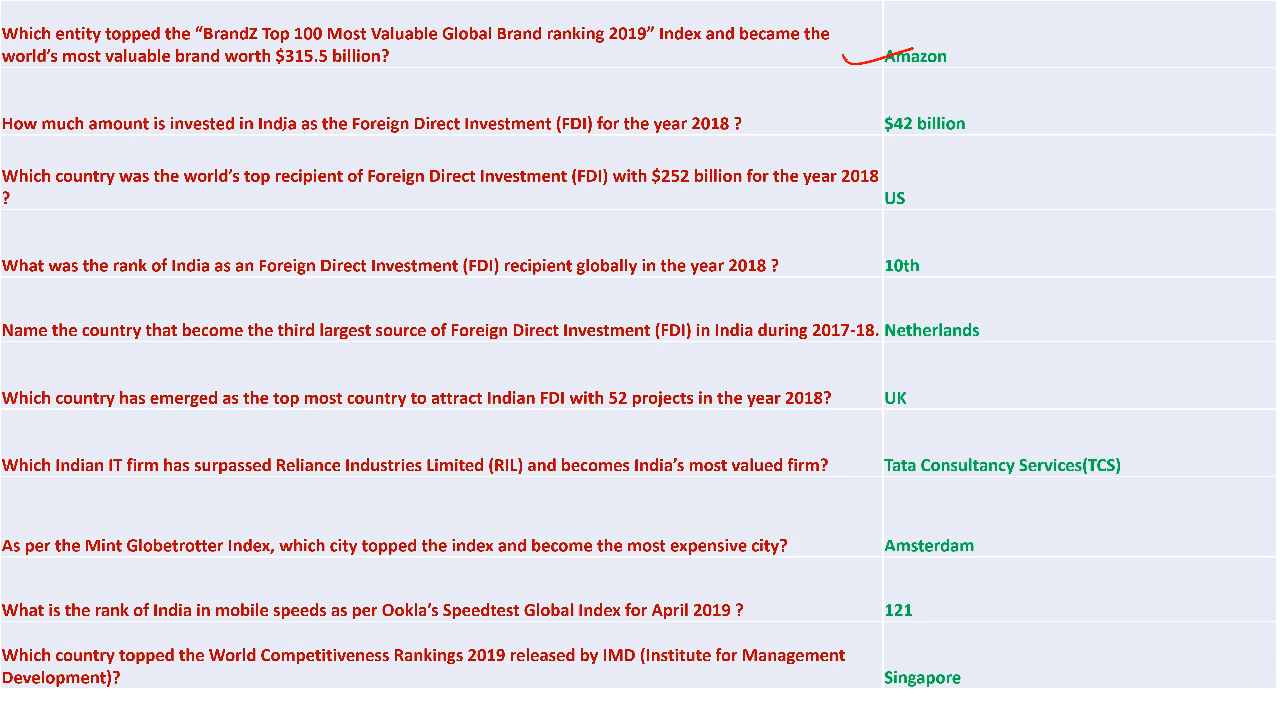 Which entity topped the “BrandZ Top 100 Most Valuable Global Brand ranking 2019” Index and became the
world’s most valuable brand worth $315.5 billion?
Amazon
How much amount is invested in India as the Foreign Direct Investment (FDI) for the year 2018 ?
$42 billion
Which country was the world’s top recipient of Foreign Direct Investment (FDI) with $252 billion for the year 2018
?
US
What was the rank of India as an Foreign Direct Investment (FDI) recipient globally in the year 2018 ?
10th
Name the country that become the third largest source of Foreign Direct Investment (FDI) in India during 2017-18.
Netherlands
Which country has emerged as the top most country to attract Indian FDI with 52 projects in the year 2018?
UK
Which Indian IT firm has surpassed Reliance Industries Limited (RIL) and becomes India’s most valued firm?
Tata Consultancy Services(TCS)
As per the Mint Globetrotter Index, which city topped the index and become the most expensive city?
Amsterdam
What is the rank of India in mobile speeds as per Ookla’s Speedtest Global Index for April 2019 ?
121
Which country topped the World Competitiveness Rankings 2019 released by IMD (Institute for Management
Development)?
Singapore